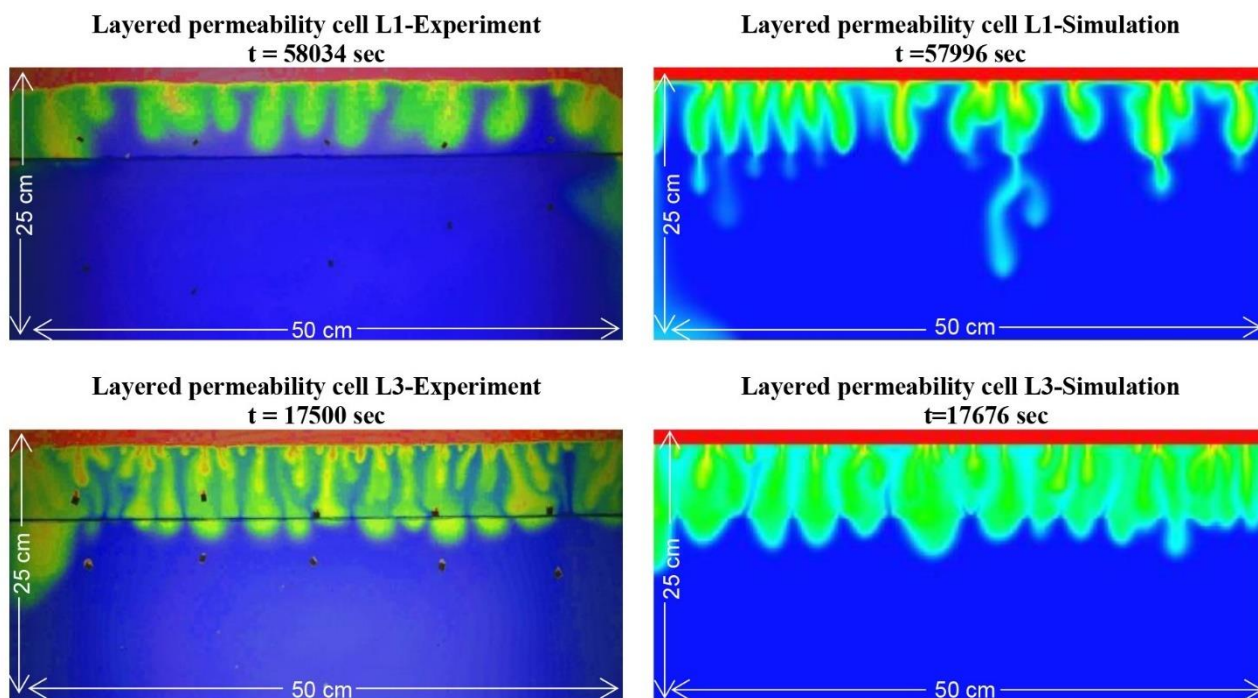 Layered permeability cell L1-Experiment
t = 58034 sec
25 cm
50 cm
Layered permeability cell L1-Simulation
t =57996 sec
25 cm
50 cm
Layered permeability cell L3-Experiment
t = 17500 sec
25 cm
50 cm
Layered permeability cell L3-Simulation
t=17676 sec
25 cm
50 cm